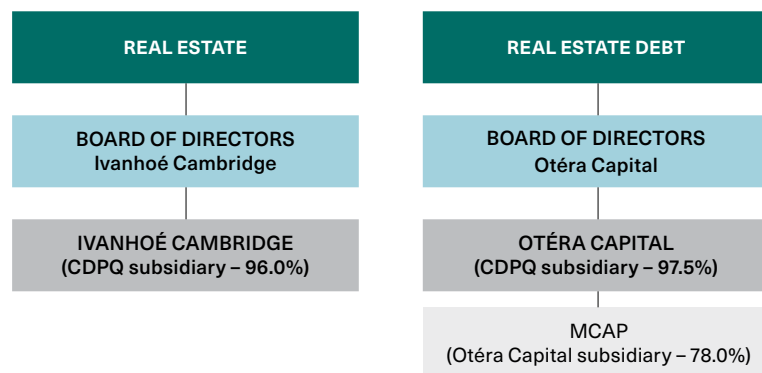 REAL ESTATE
BOARD OF DIRECTORS
Ivanhoé Cambridge
IVANHOÉ CAMBRIDGE
(CDPQ subsidiary – 96.0%)
REAL ESTATE DEBT
BOARD OF DIRECTORS
Otéra Capital
OTÉRA CAPITAL
(CDPQ subsidiary – 97.5%)
MCAP
(Otéra Capital subsidiary – 78.0%)